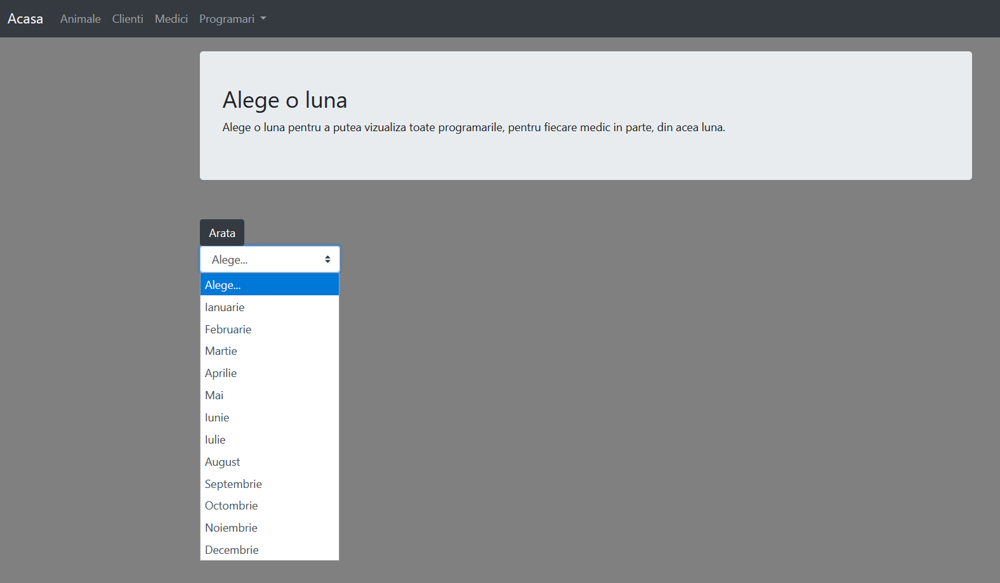 Acasa Animale Clienti Medici Programari
Alege o luna
Alege o luna pentru a putea vizualiza toate programarile, pentru fiecare medic in parte, din acea luna.
Arata
Alege...
Alege...
Ianuarie
Februarie
Martie
Aprilie
Mai
Iunie
Iulie
August
Septembrie
Octombrie
Noiembrie
Decembrie